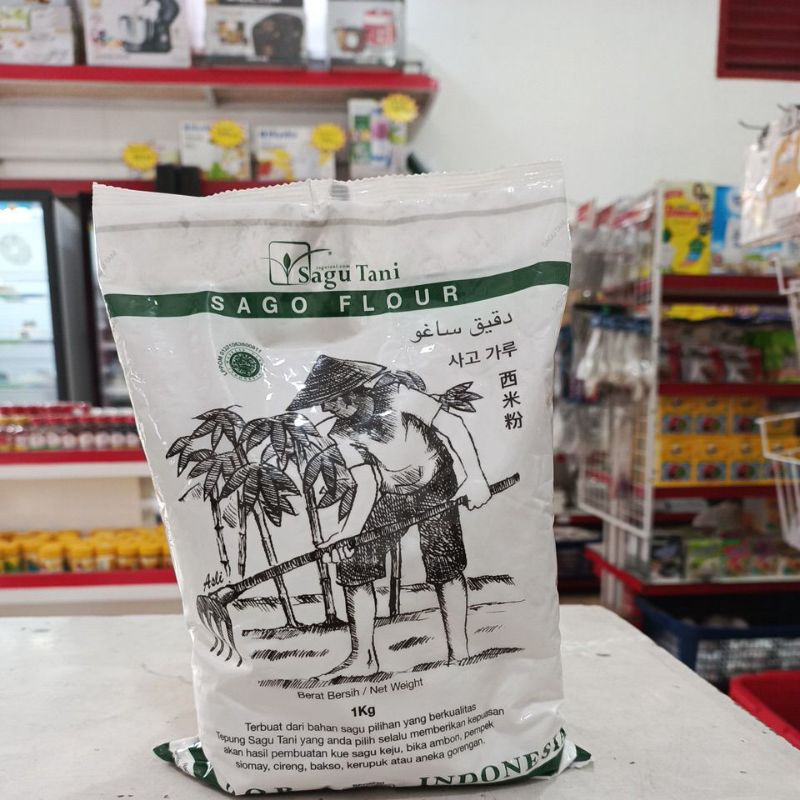 sagutani.com
Sagu Tani
SAGO FLOUR
دقيق ساغو
사고 가루
西米粉
Asli
Berat Bersih / Net Weight
1Kg
Terbuat dari bahan sagu pilihan yang berkualitas
Tepung Sagu Tani yang anda pilih selalu memberikan kepuasan
akan hasil pembuatan kue sagu keju, bika ambon, pempek
siomay, cireng, bakso, kerupuk atau aneka gorengan.
INDONESIA